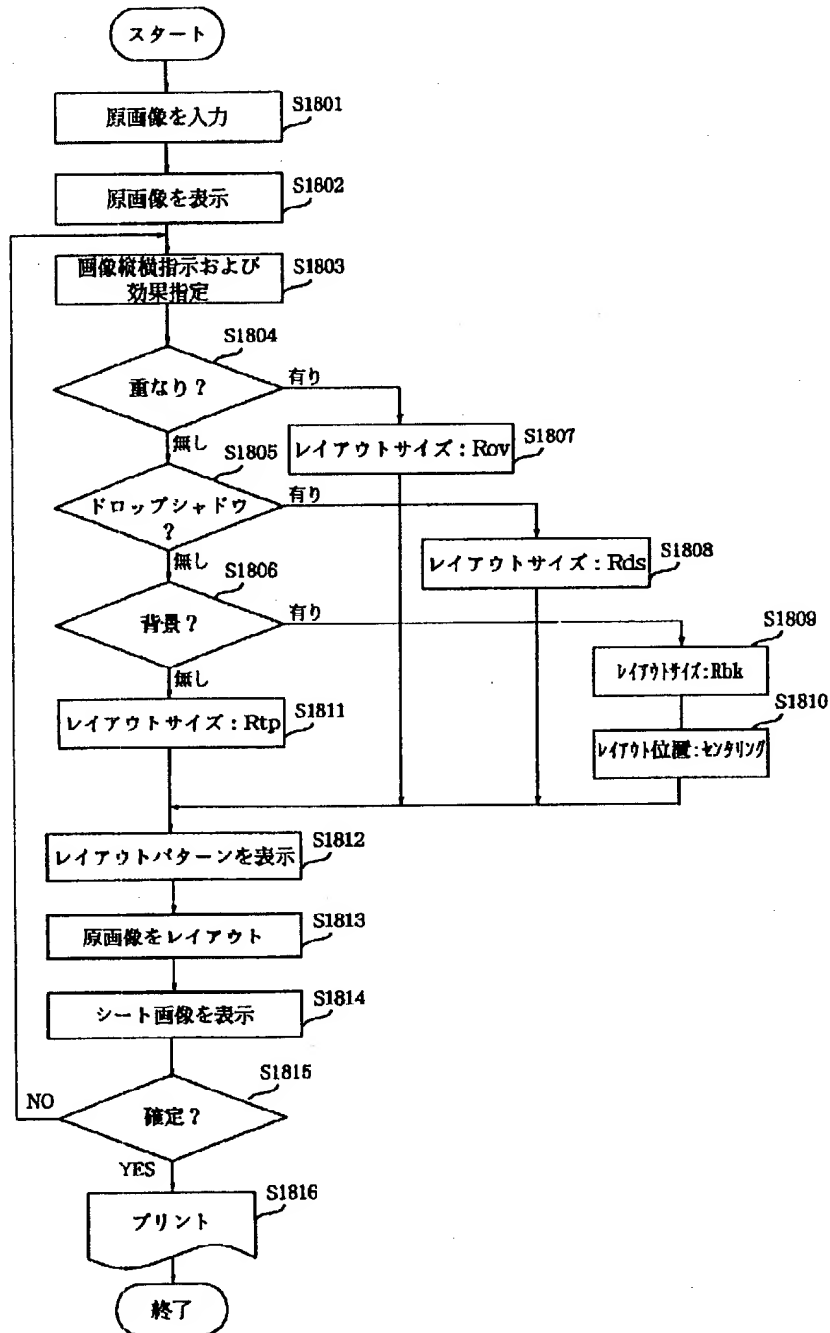 スタート
原画像を入力
S1801
原画像を表示
S1802
画像縦横指示および
効果指定
S1803
重なり?
S1804
有り
無し
レイアウトサイズ:Rov
S1807
ドロップシャドウ
?
S1805
有り
無し
レイアウトサイズ:Rds
S1808
背景?
S1806
有り
無し
レイアウトサイズ:Rbk
S1809
レイアウト位置:センタリング
S1810
レイアウトサイズ:Rtp
S1811
レイアウトパターンを表示
S1812
原画像をレイアウト
S1813
シート画像を表示
S1814
確定?
S1815
NO
YES
プリント
S1816
終了